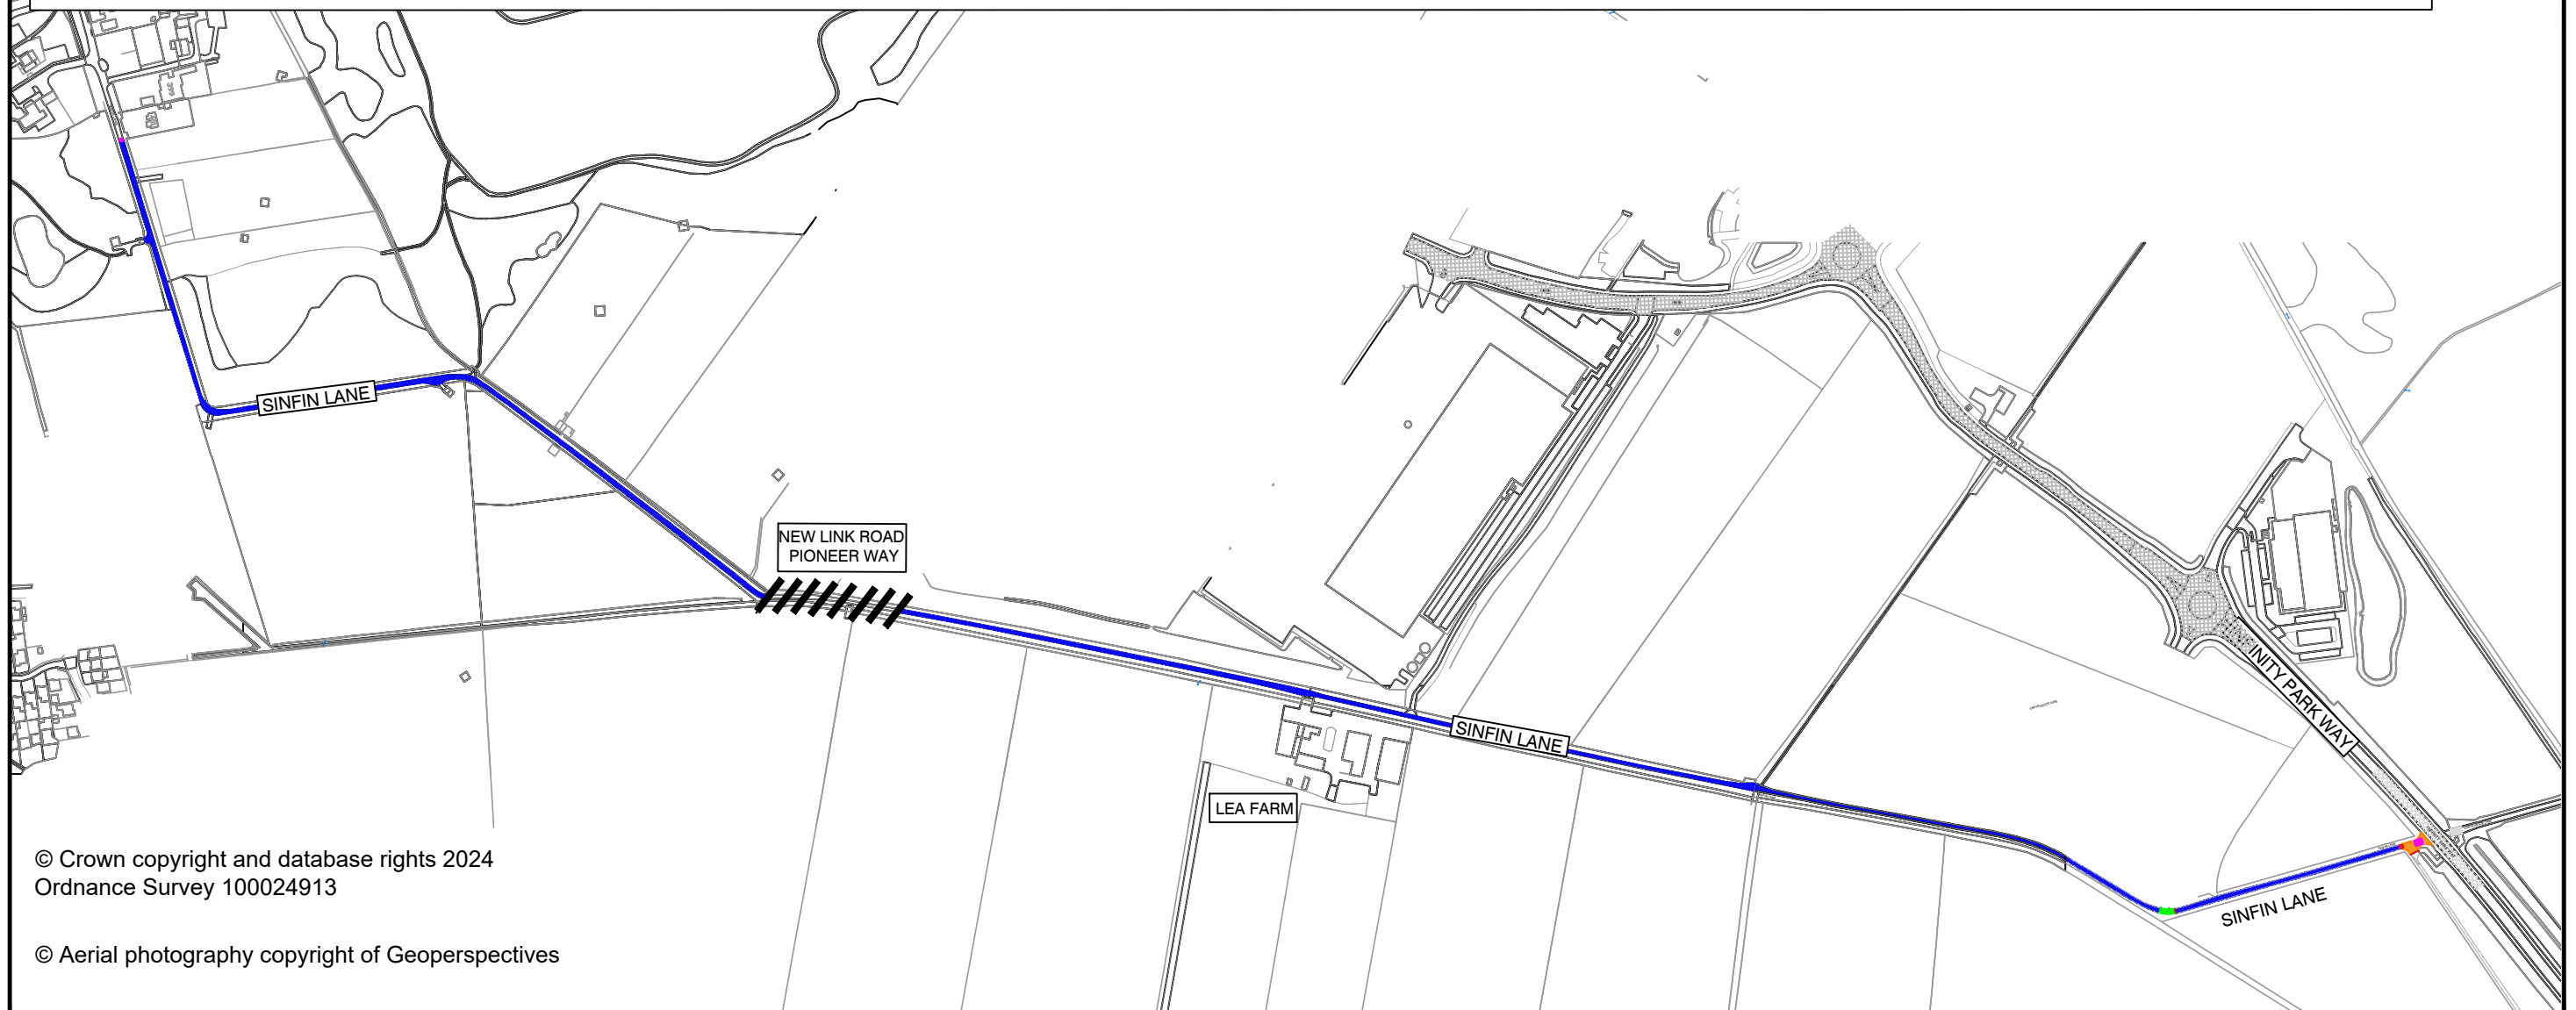 SINFIN LANE
NEW LINK ROAD
PIONEER WAY
SINFIN LANE
LEA FARM
INITY PARK WAY
SINFIN LANE
© Crown copyright and database rights 2024
Ordnance Survey 100024913
© Aerial photography copyright of Geoperspectives